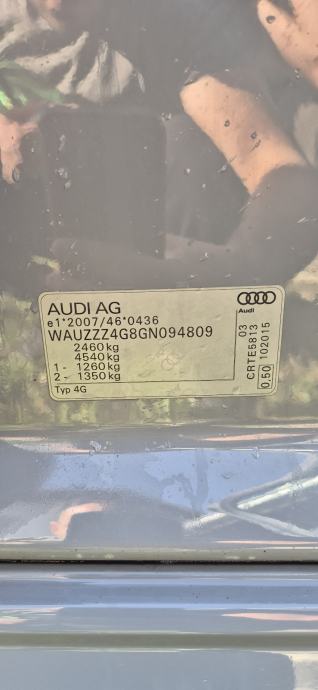 AUDI AG
e1*2007/46*0436
WAUZZZ4G8GN094809
2460 kg
4540 kg
1 - 1260 kg
2 - 1350 kg
Typ 4G
Audi
03
CRTE5813
102015
0.50